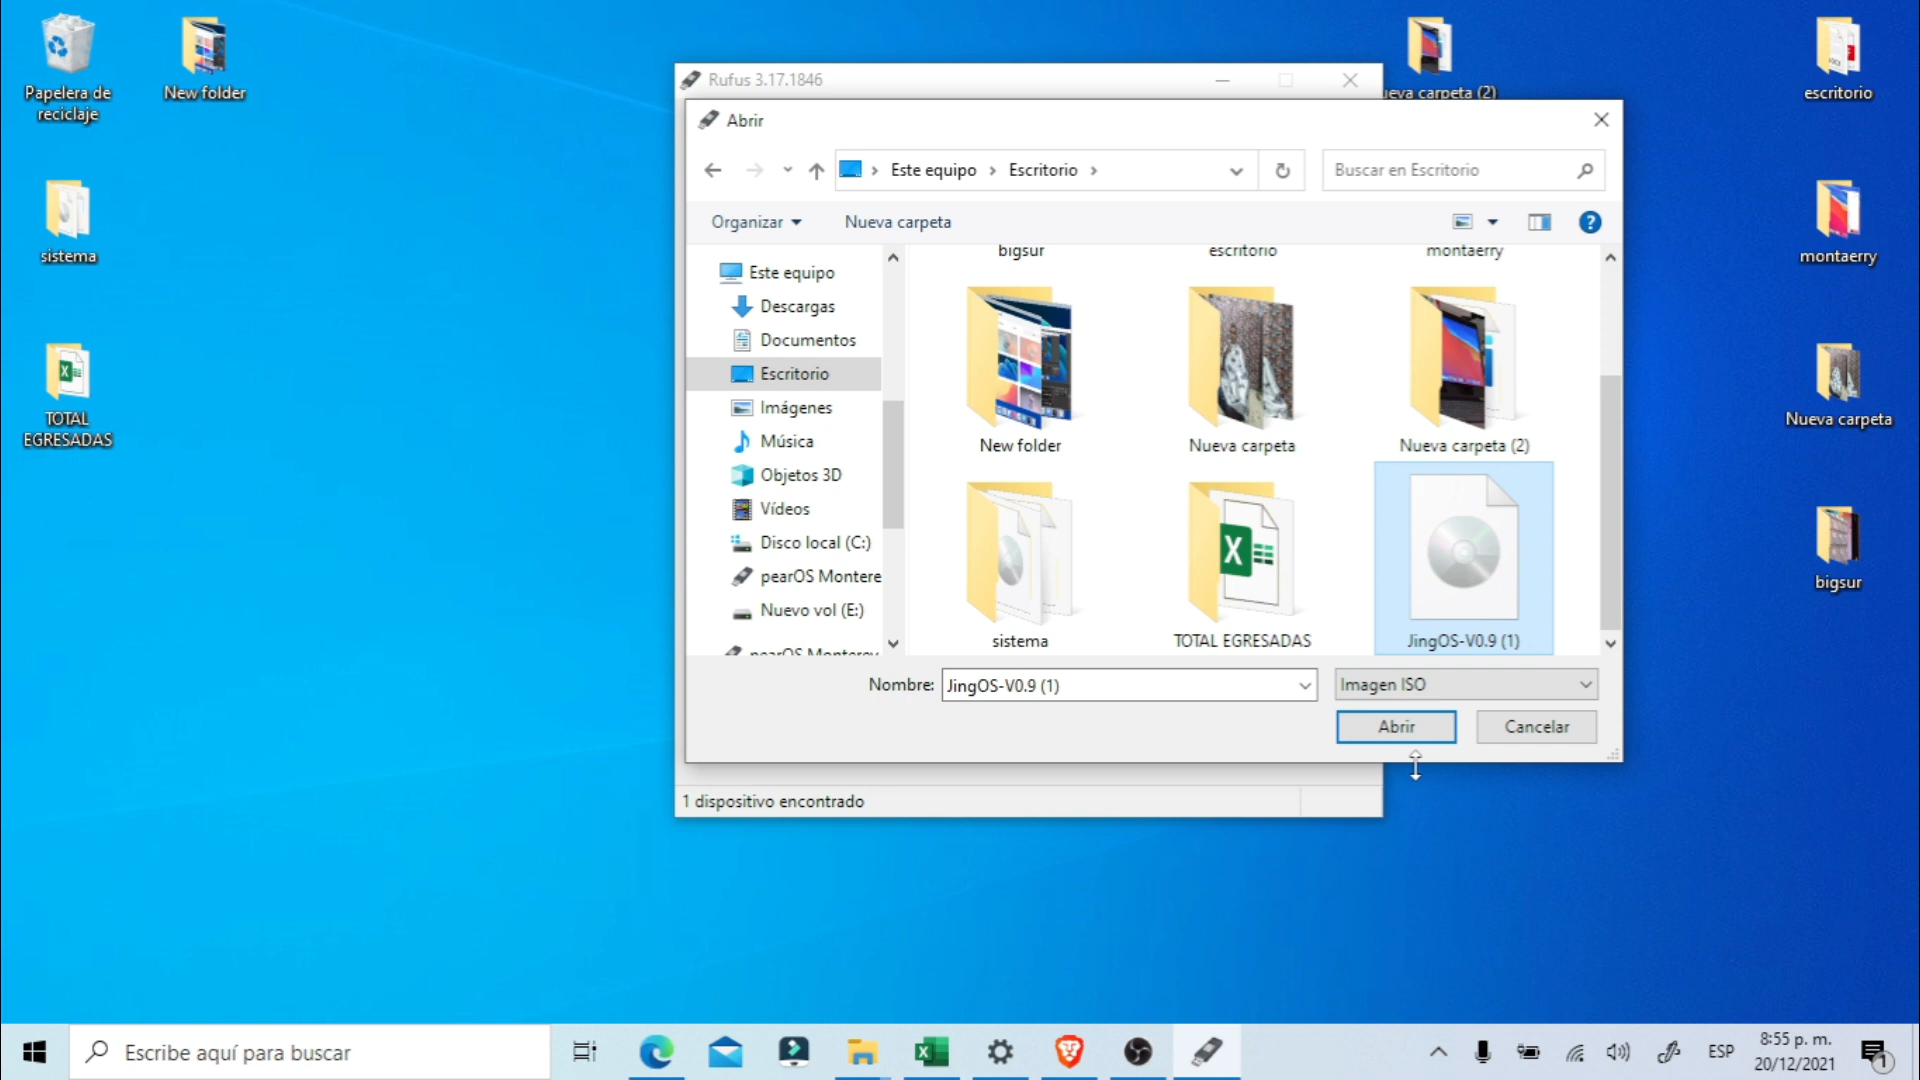 Papelera de
reciclaje
New folder
sistema
TOTAL
EGRESADAS
Rufus 3.17.1846
ueva carpeta (2)
escritorio
montaerry
Nueva carpeta
bigsur
Abrir
Este equipo
Escritorio
Buscar en Escritorio
Organizar
Nueva carpeta
Este equipo
Descargas
Documentos
Escritorio
Imágenes
Música
Objetos 3D
Vídeos
Disco local (C:)
pearOS Montere
Nuevo vol (E:)
pearOS Monterey
bigsur
escritorio
montaerry
New folder
Nueva carpeta
Nueva carpeta (2)
sistema
TOTAL EGRESADAS
JingOS-V0.9 (1)
Nombre:
JingOS-V0.9 (1)
Imagen ISO
Abrir
Cancelar
1 dispositivo encontrado
Escribe aquí para buscar
ESP
8:55 p. m.
20/12/2021
1